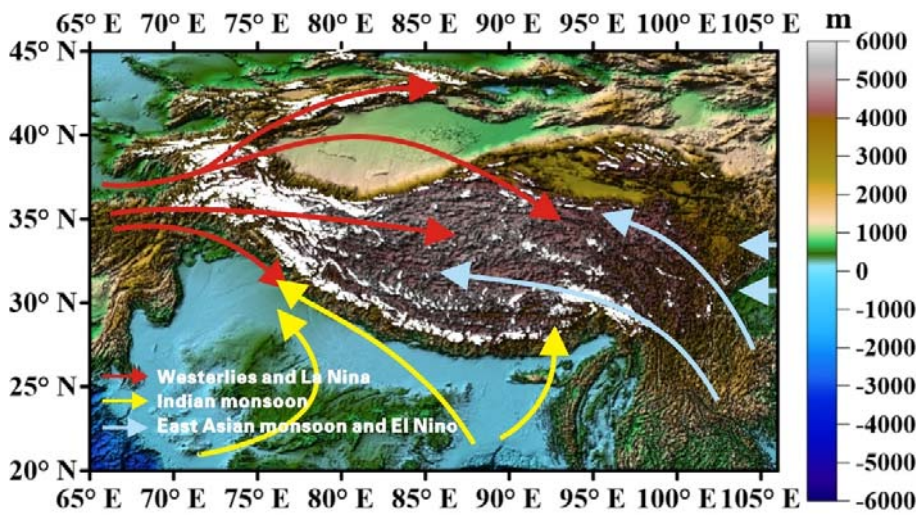 65° E 70° E 75° E 80° E 85° E 90° E 95° E 100° E 105° E
m
45° N
40° N
35° N
30° N
25° N
20° N
6000
5000
4000
3000
2000
1000
0
-1000
-2000
-3000
-4000
-5000
-6000
Westerlies and La Nina
Indian monsoon
East Asian monsoon and El Nino
65° E 70° E 75° E 80° E 85° E 90° E 95° E 100° E 105° E